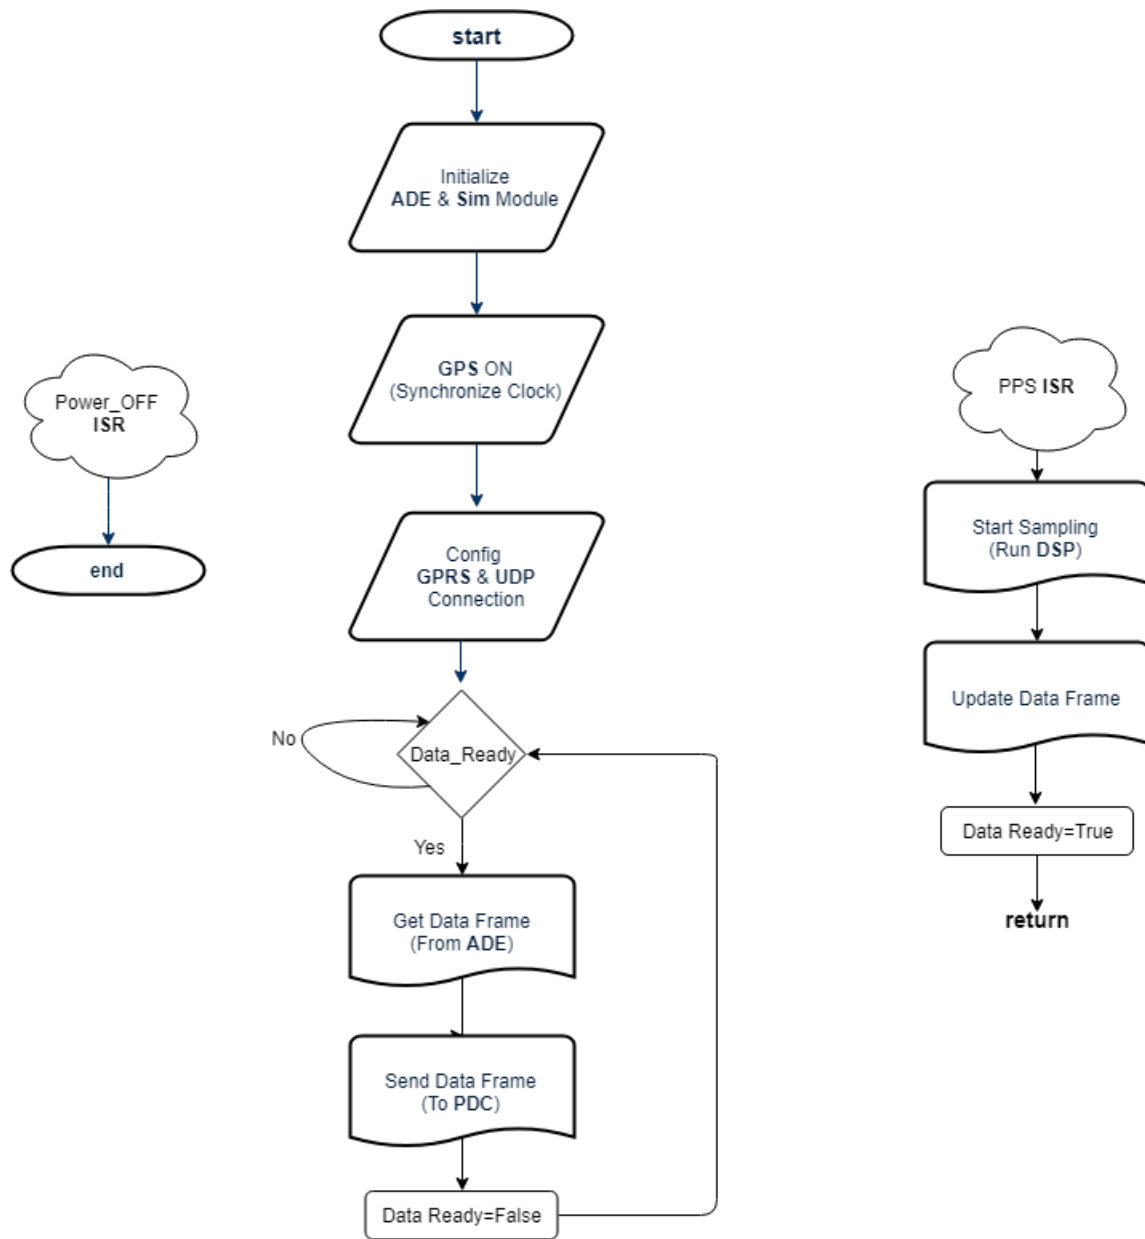 start
Initialize
ADE & Sim Module
GPS ON
(Synchronize Clock)
Config
GPRS & UDP
Connection
Data_Ready
No
Yes
Get Data Frame
(From ADE)
Send Data Frame
(To PDC)
Data Ready=False
Power_OFF
ISR
end
PPS ISR
Start Sampling
(Run DSP)
Update Data Frame
Data Ready=True
return